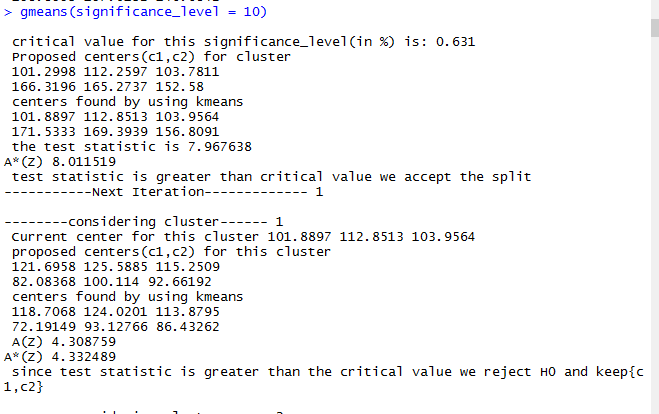 > gmeans(significance_level = 10)
critical value for this significance_level(in %) is: 0.631
Proposed centers(c1,c2) for cluster
101.2998 112.2597 103.7811
166.3196 165.2737 152.58
centers found by using kmeans
101.8897 112.8513 103.9564
171.5333 169.3939 156.8091
the test statistic is 7.967638
A*(Z) 8.011519
test statistic is greater than critical value we accept the split
-----------Next Iteration------------- 1
--------considering cluster------ 1
Current center for this cluster 101.8897 112.8513 103.9564
proposed centers(c1,c2) for this cluster
121.6958 125.5885 115.2509
82.08368 100.114 92.66192
centers found by using kmeans
118.7068 124.0201 113.8795
72.19149 93.12766 86.43262
A(Z) 4.308759
A*(Z) 4.332489
since test statistic is greater than the critical value we reject H0 and keep{c
1,c2}